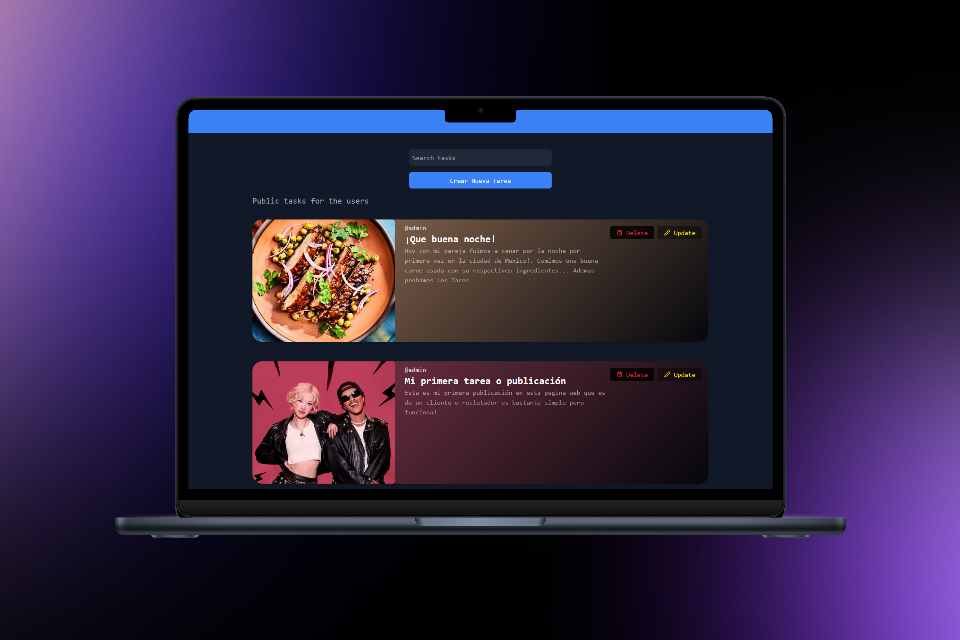 Search tasks
Crear Nueva Tarea
Public tasks for the users
@admin
¡Que buena noche!
Delete
Update
Hoy con mi pareja fuimos a cenar por la noche por
primera vez en la ciudad de Mexico!. Comimos una buena
carne asada con su respectivos ingredientes... Ademas
probamos los Tacos
@admin
Mi primera tarea o publicación
Delete
Update
Esta es mi primera publicación en esta pagina web que es
de un cliente o reclutador es bastante simple pero
funcional